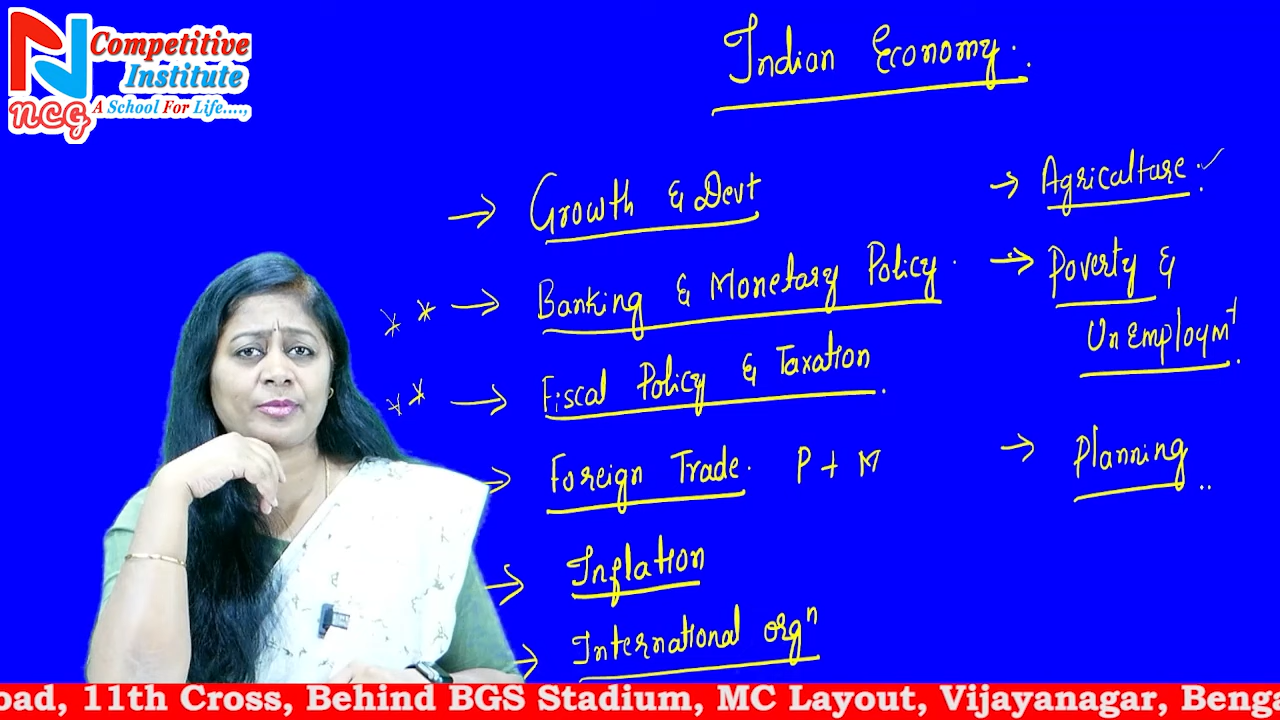 Competitive
Institute
NCG A School For Life....,
Indian Economy.
→ Growth & Devt
** → Banking & Monetary Policy.
** → Fiscal Policy & Taxation.
→ Foreign Trade. P + M
→ Inflation
→ International orgⁿ
→ Agriculture. ✓
→ Poverty &
UnEmploymt.
→ Planning..
oad, 11th Cross, Behind BGS Stadium, MC Layout, Vijayanagar, Benga